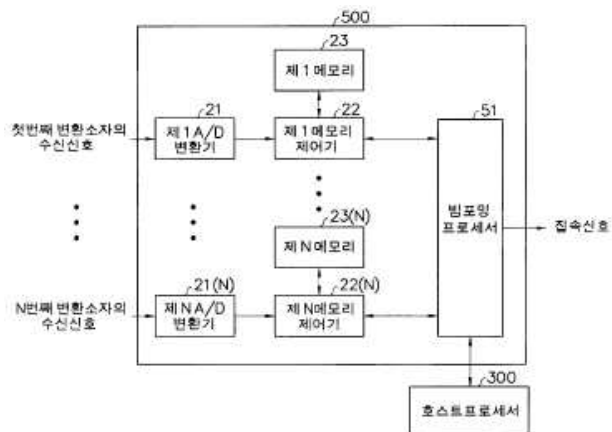 500
23
제1메모리
21
22
51
첫번째 변환소자의
수신신호
제1A/D
변환기
제1메모리
제어기
빔포밍
프로세서
집속신호
23(N)
제N메모리
21(N)
22(N)
N번째 변환소자의
수신신호
제NA/D
변환기
제N메모리
제어기
300
호스트프로세서